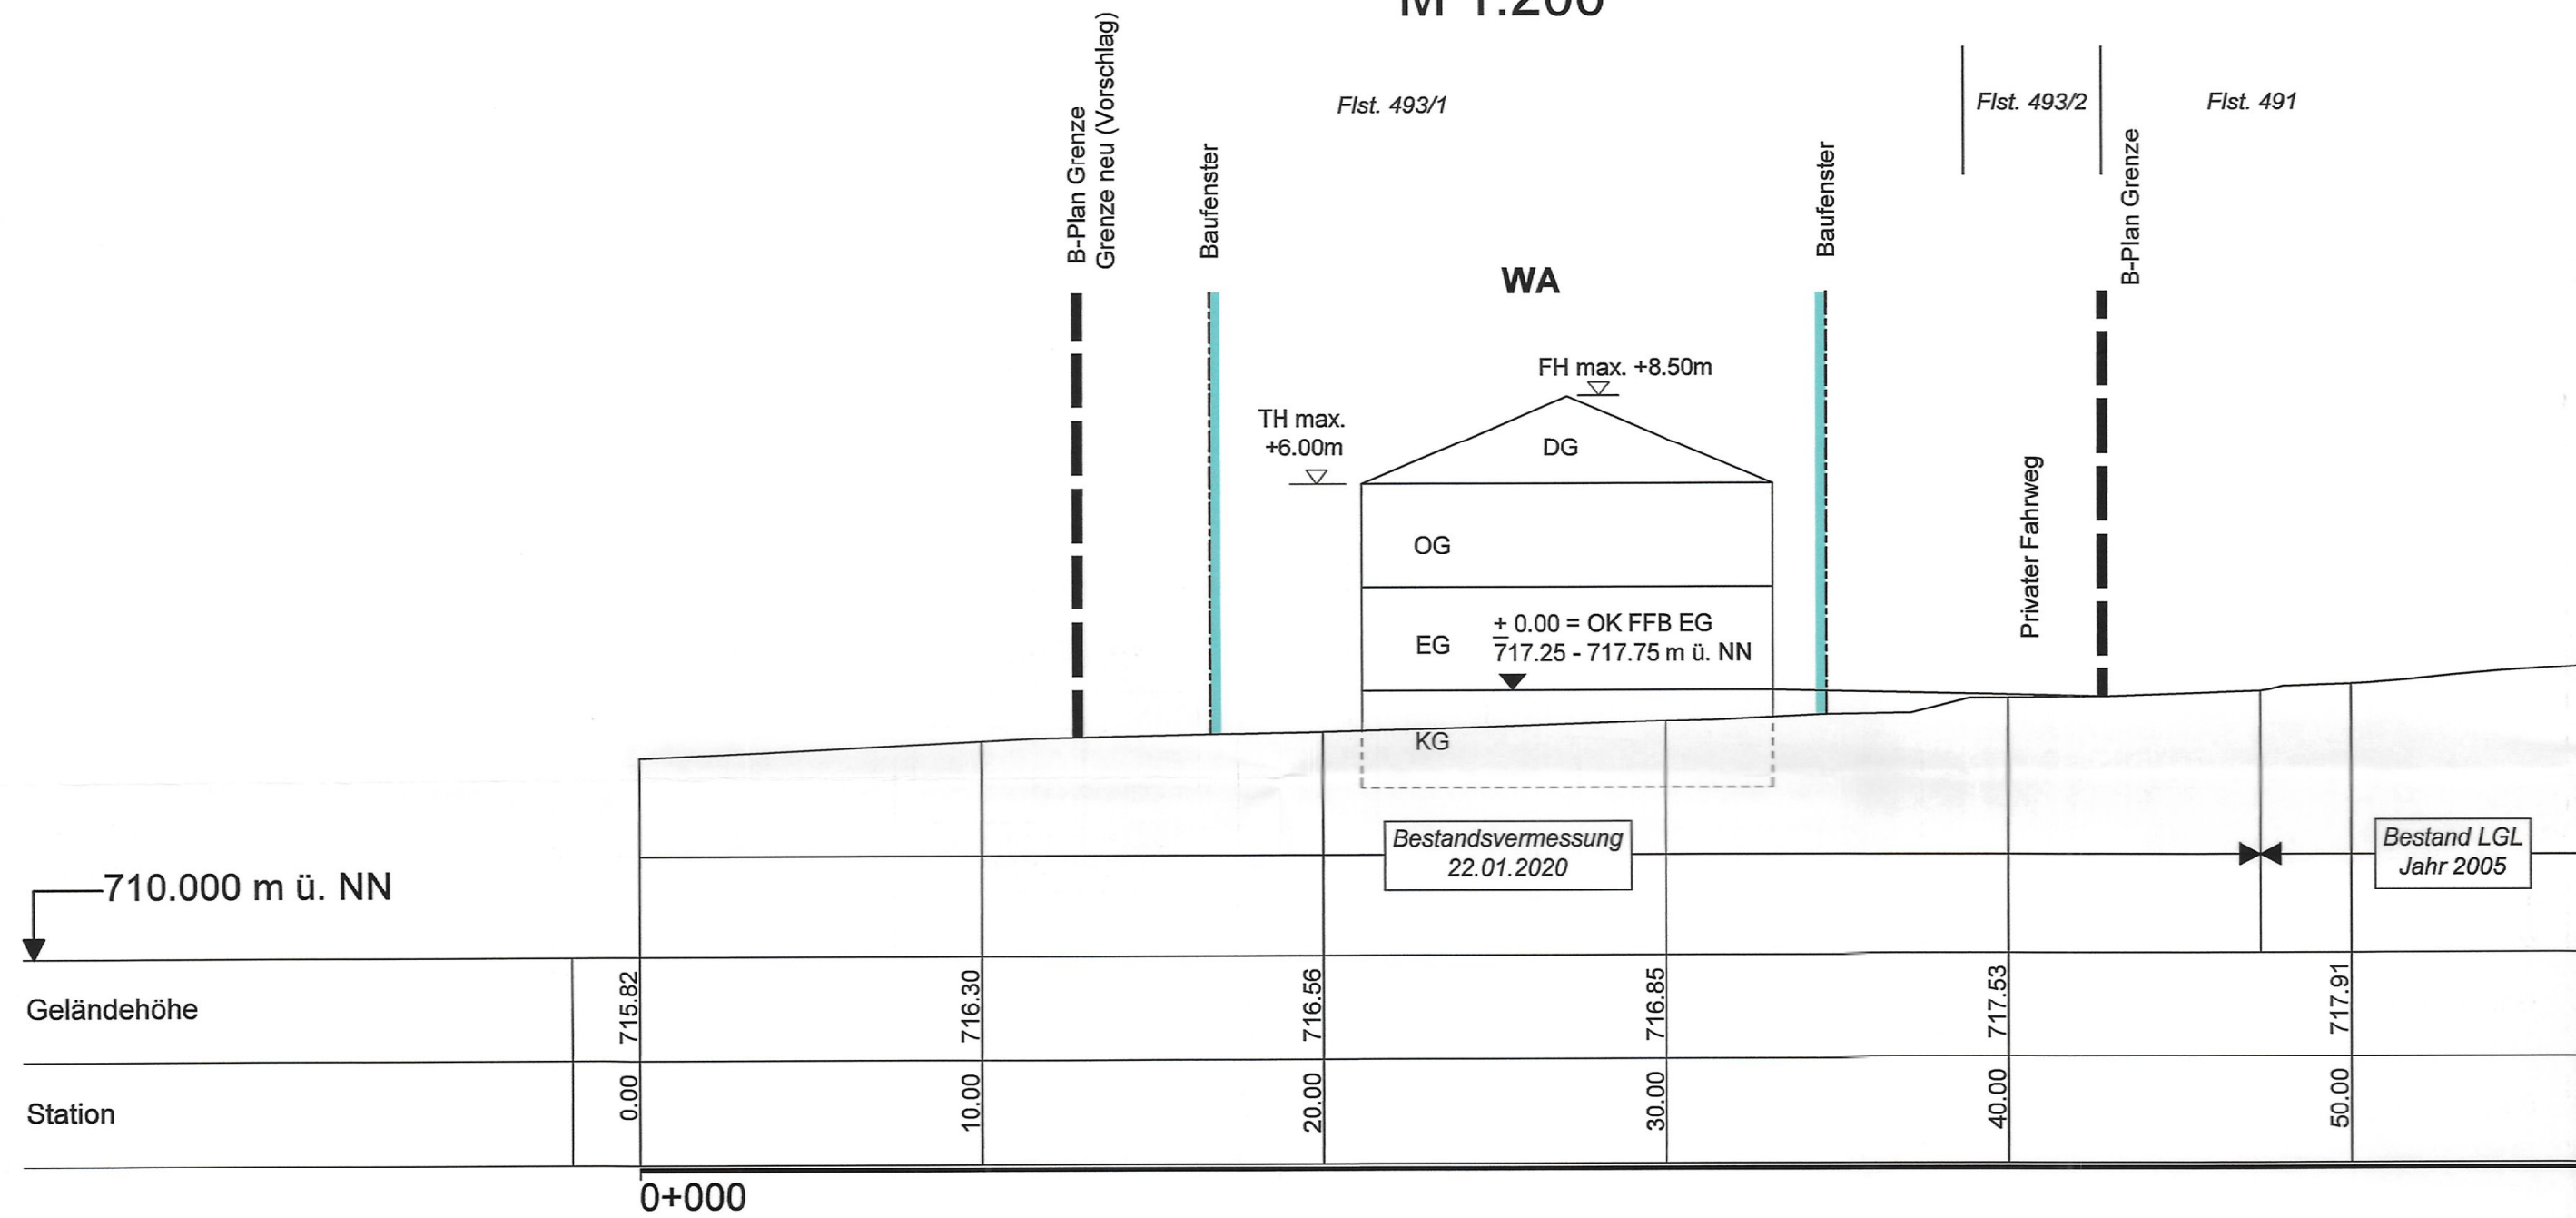 M 1:200
B-Plan Grenze
Grenze neu (Vorschlag)
Flst. 493/1
Flst. 493/2
Flst. 491
Baufenster
Baufenster
B-Plan Grenze
WA
FH max. +8.50m
TH max.
+6.00m
DG
OG
Privater Fahrweg
± 0.00 = OK FFB EG
EG
717.25 - 717.75 m ü. NN
KG
Bestandsvermessung
22.01.2020
Bestand LGL
Jahr 2005
710.000 m ü. NN
Geländehöhe
715.82
716.30
716.56
716.85
717.53
717.91
Station
0.00
10.00
20.00
30.00
40.00
50.00
0+000